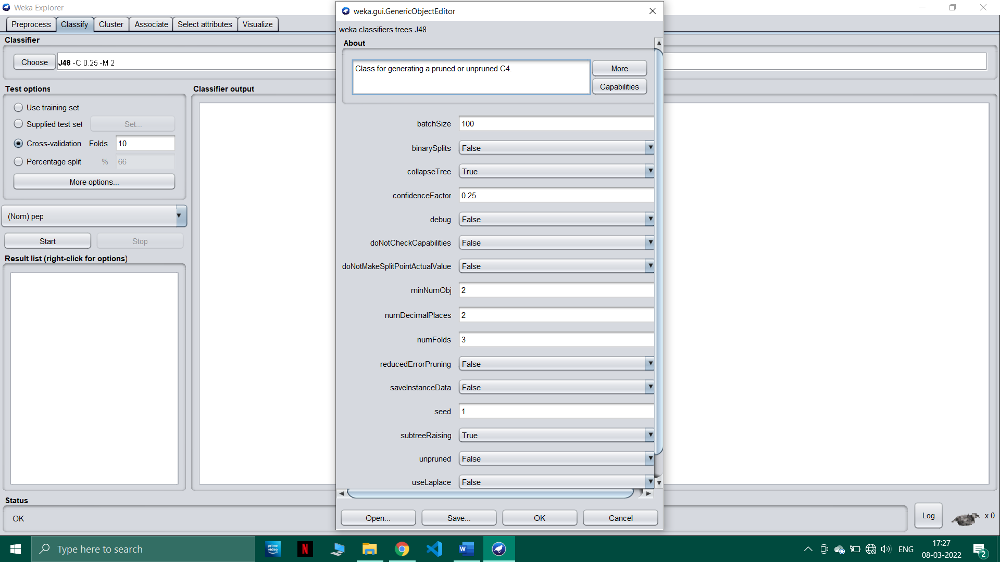 Weka Explorer
Preprocess Classify Cluster Associate Select attributes Visualize
Classifier
Choose J48 -C 0.25 -M 2
Test options
Use training set
Supplied test set Set...
Cross-validation Folds 10
Percentage split % 66
More options...
(Nom) pep
Start Stop
Result list (right-click for options)
Classifier output
Status
OK
Log x 0
weka.gui.GenericObjectEditor
weka.classifiers.trees.J48
About
Class for generating a pruned or unpruned C4.
More
Capabilities
batchSize 100
binarySplits False
collapseTree True
confidenceFactor 0.25
debug False
doNotCheckCapabilities False
doNotMakeSplitPointActualValue False
minNumObj 2
numDecimalPlaces 2
numFolds 3
reducedErrorPruning False
saveInstanceData False
seed 1
subtreeRaising True
unpruned False
useLaplace False
Open... Save... OK Cancel
Type here to search
prime video
N
W
ENG
17:27
08-03-2022
2